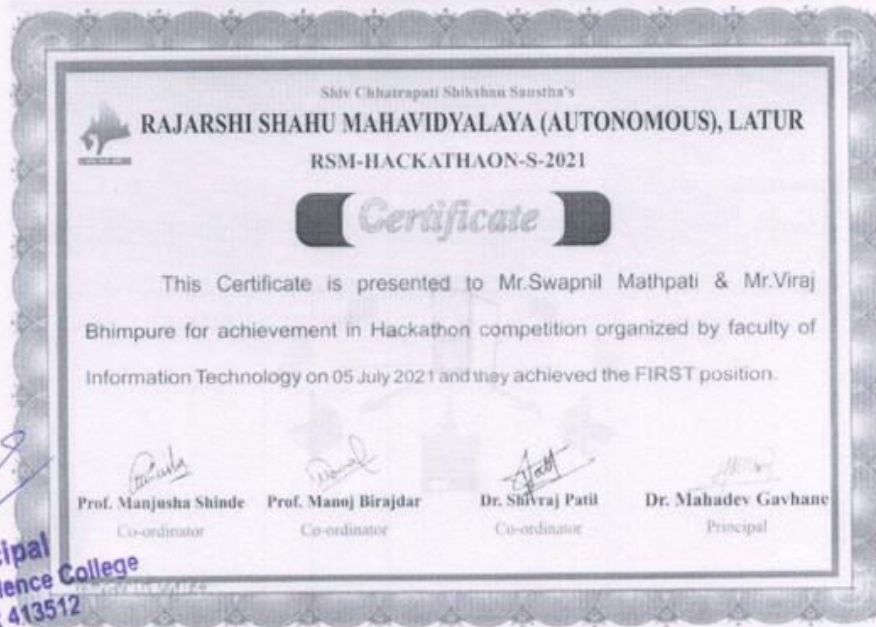 Shiv Chhatrapati Shikshan Sanstha's
RAJARSHI SHAHU MAHAVIDYALAYA (AUTONOMOUS), LATUR
RSM-HACKATHAON-S-2021
Certificate
This Certificate is presented to Mr.Swapnil Mathpati & Mr.Viraj
Bhimpure for achievement in Hackathon competition organized by faculty of
Information Technology on 05 July 2021 and they achieved the FIRST position.
Prof. Manjusha Shinde Prof. Manoj Birajdar Dr. Shivraj Patil Dr. Mahadev Gavhane
Co-ordinator Co-ordinator Co-ordinator Principal
cipal
ience College
413512